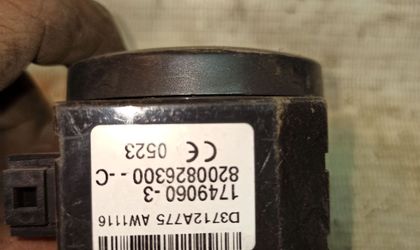 D3712A775 AW1116
1749060-3
8200826300--C
CE 0523